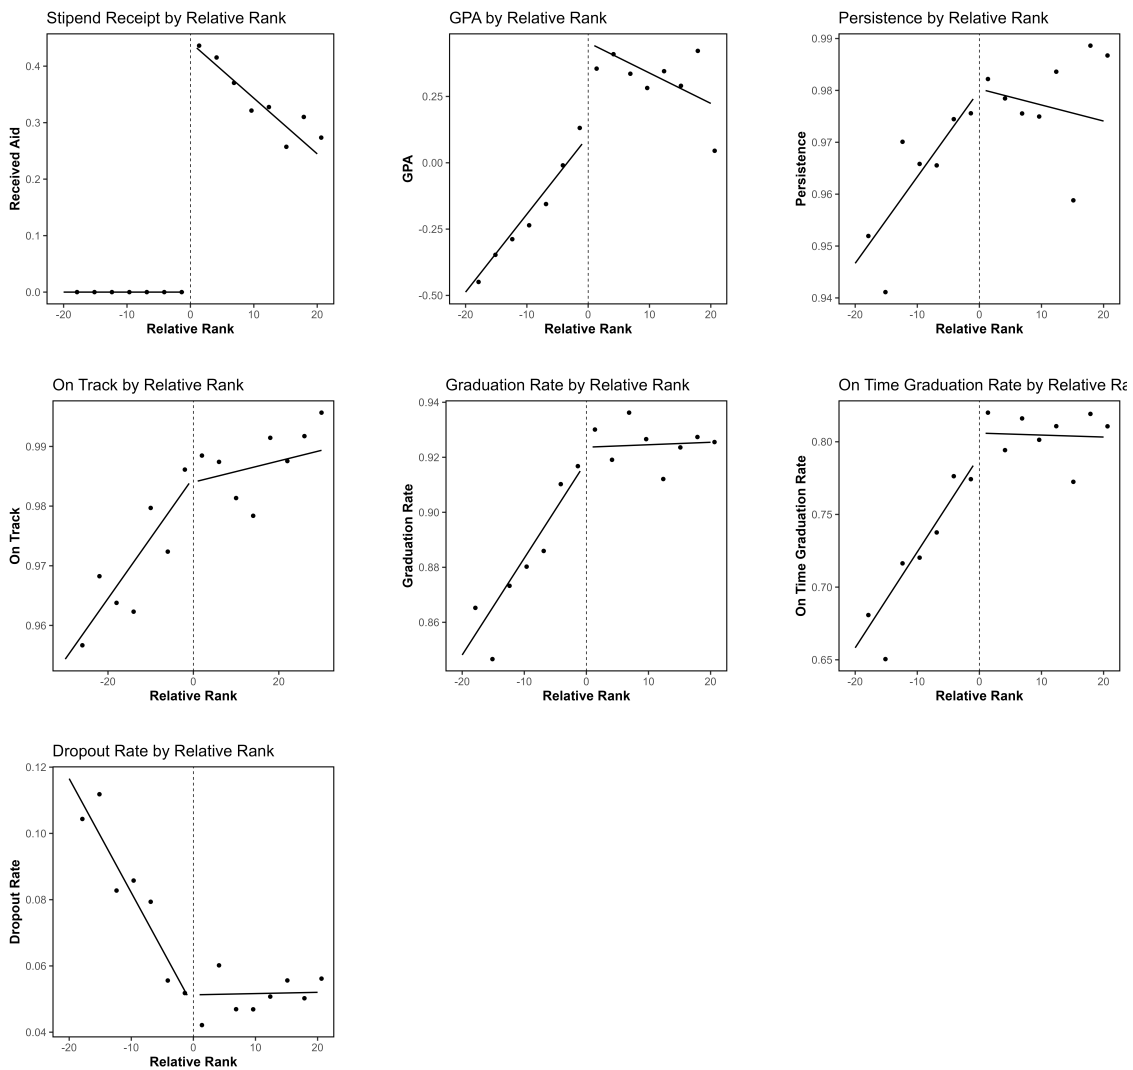 Stipend Receipt by Relative Rank
Received Aid
0.4
0.3
0.2
0.1
0.0
-20 -10 0 10 20
Relative Rank
GPA by Relative Rank
GPA
0.25
0.00
-0.25
-0.50
-20 -10 0 10 20
Relative Rank
Persistence by Relative Rank
Persistence
0.99
0.98
0.97
0.96
0.95
0.94
-20 -10 0 10 20
Relative Rank
On Track by Relative Rank
On Track
0.99
0.98
0.97
0.96
-20 0 20
Relative Rank
Graduation Rate by Relative Rank
Graduation Rate
0.94
0.92
0.90
0.88
0.86
-20 -10 0 10 20
Relative Rank
On Time Graduation Rate by Relative Ra
On Time Graduation Rate
0.80
0.75
0.70
0.65
-20 -10 0 10 20
Relative Rank
Dropout Rate by Relative Rank
Dropout Rate
0.12
0.10
0.08
0.06
0.04
-20 -10 0 10 20
Relative Rank